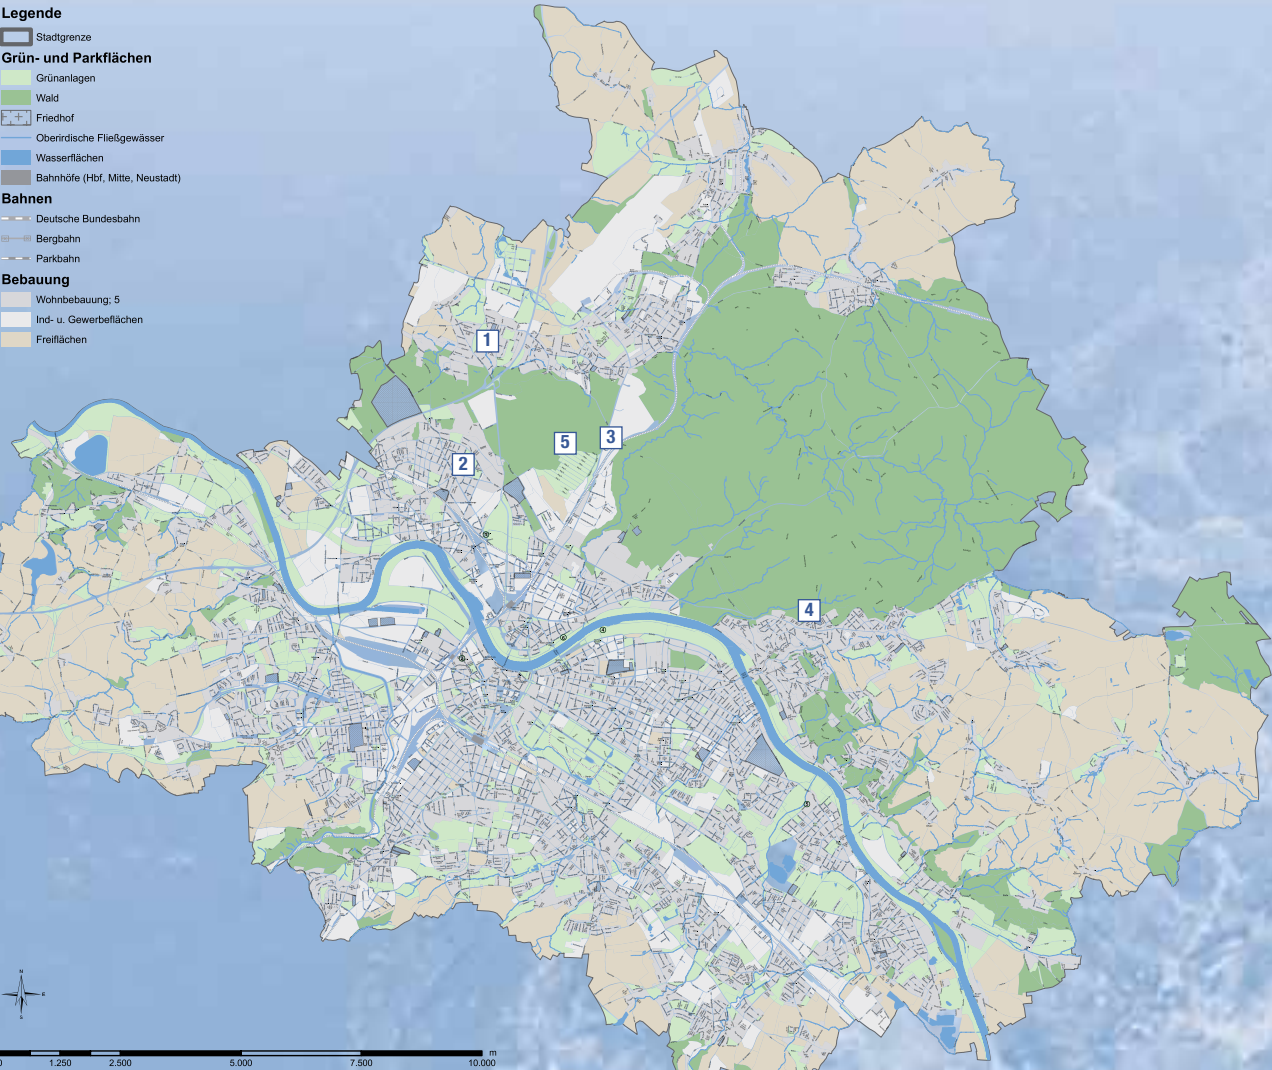 Legende
Stadtgrenze
Grün- und Parkflächen
Grünanlagen
Wald
Friedhof
Oberirdische Fließgewässer
Wasserflächen
Bahnhöfe (Hbf, Mitte, Neustadt)
Bahnen
Deutsche Bundesbahn
Bergbahn
Parkbahn
Bebauung
Wohnbebauung; 5
Ind- u. Gewerbeflächen
Freiflächen
1
5
3
2
4
N
E
S
0 1.250 2.500 5.000 7.500 10.000 m